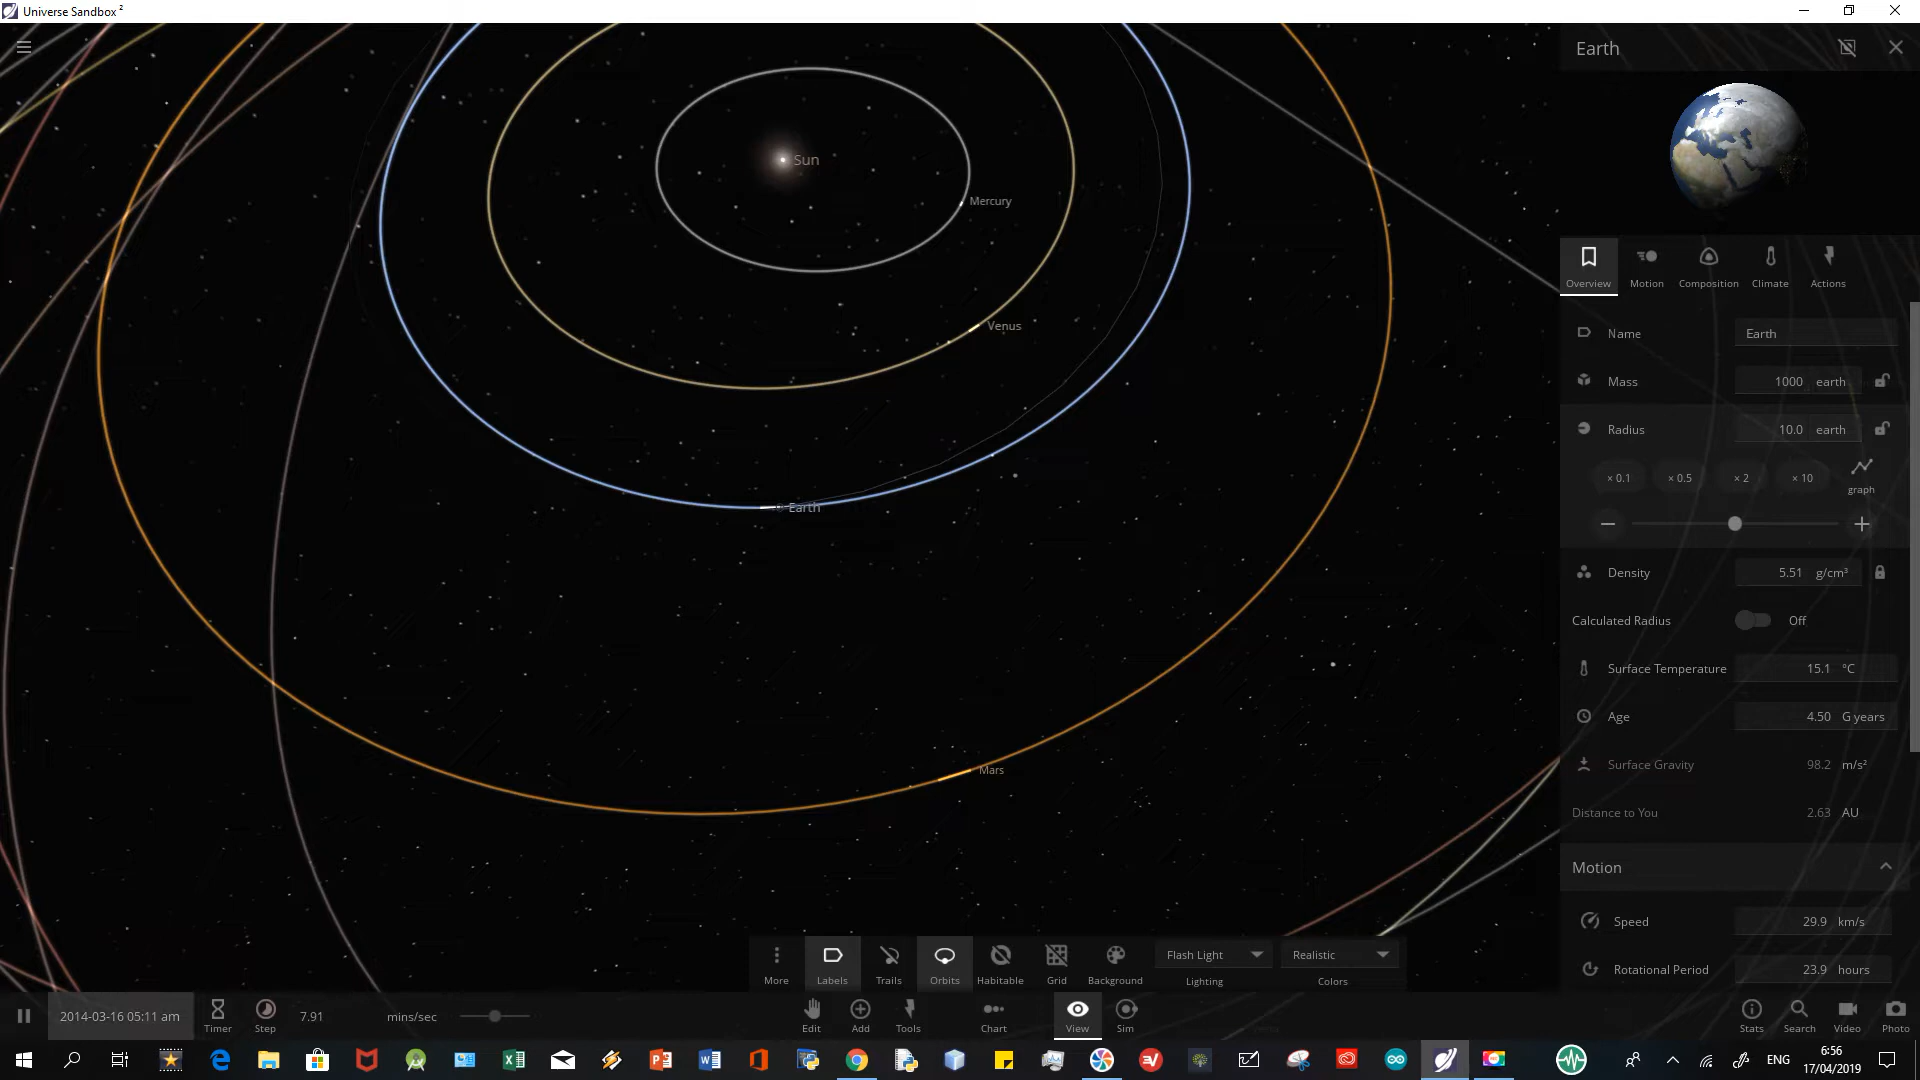 Universe Sandbox ²
Earth
Sun
Mercury
Venus
Earth
Mars
Overview Motion Composition Climate Actions
Name Earth
Mass 1000 earth
Radius 10.0 earth
× 0.1 × 0.5 × 2 × 10 graph
Density 5.51 g/cm³
Calculated Radius Off
Surface Temperature 15.1 °C
Age 4.50 G years
Surface Gravity 98.2 m/s²
Distance to You 2.63 AU
Motion
Speed 29.9 km/s
Rotational Period 23.9 hours
Flash Light Realistic
More Labels Trails Orbits Habitable Grid Background Lighting Colors
2014-03-16 05:11 am Timer Step 7.91 mins/sec
Edit Add Tools Chart View Sim Stats Search Video Photo
ENG
6:56
17/04/2019